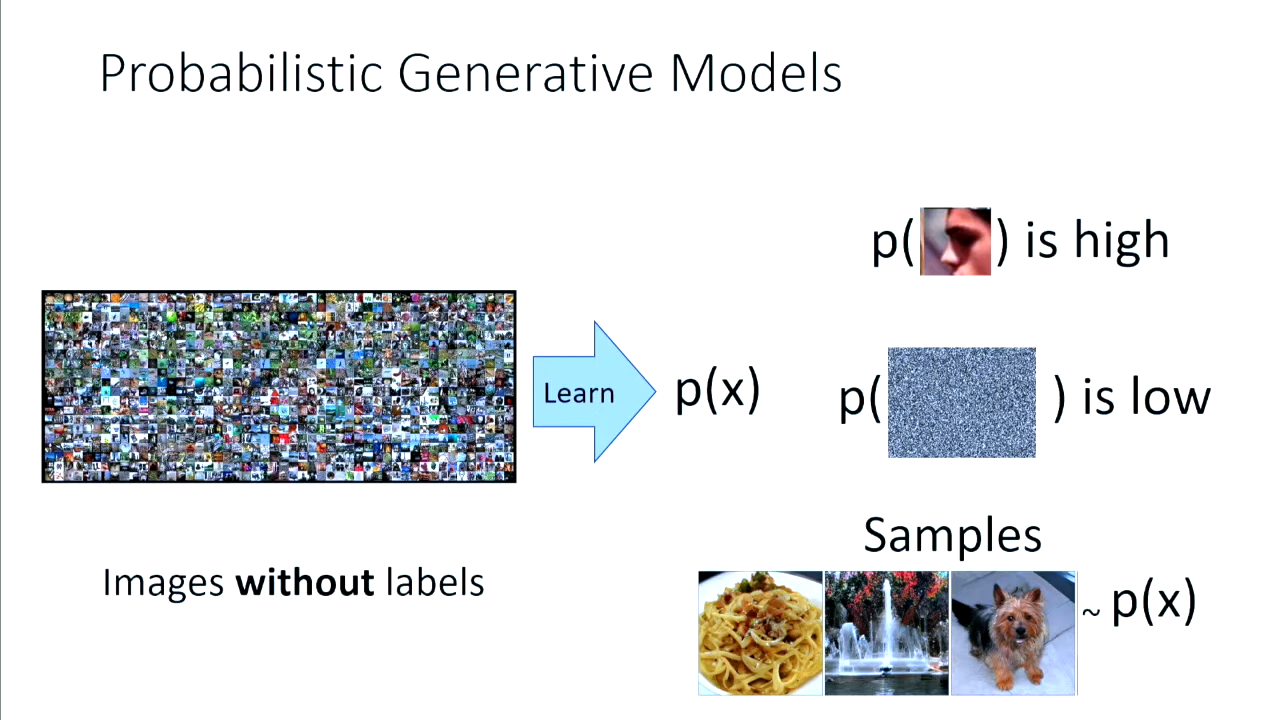 Probabilistic Generative Models
p( ) is high
Learn
p(x)
p( ) is low
Samples
Images without labels
~ p(x)